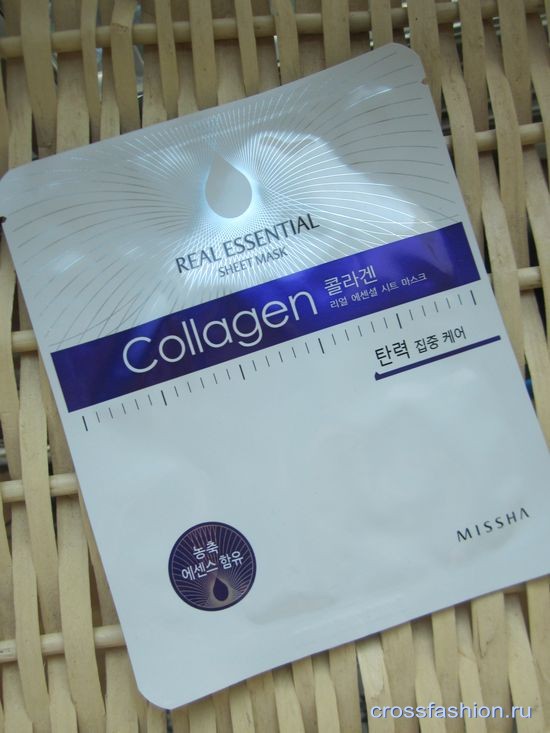 REAL ESSENTIAL
SHEET MASK
Collagen 콜라겐
리얼 에센셜 시트 마스크
탄력 집중 케어
농축
에센스 함유
MISSHA
crossfashion.ru